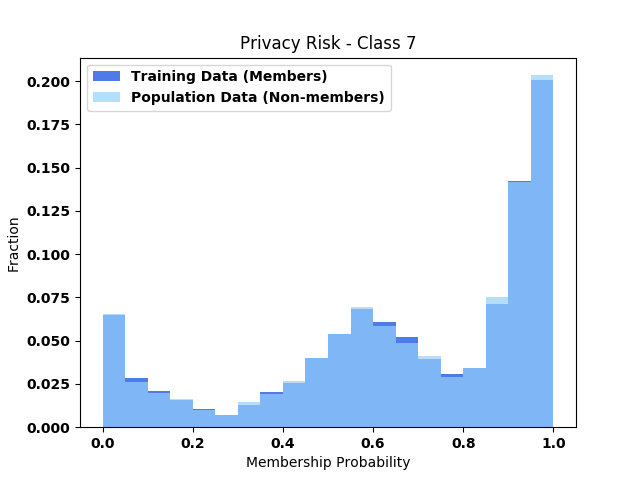 Privacy Risk - Class 7
Training Data (Members)
Population Data (Non-members)
0.200
0.175
0.150
0.125
0.100
0.075
0.050
0.025
0.000
Fraction
0.0 0.2 0.4 0.6 0.8 1.0
Membership Probability